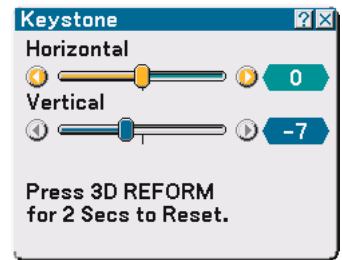 Keystone ? X
Horizontal
0
Vertical
-7
Press 3D REFORM
for 2 Secs to Reset.